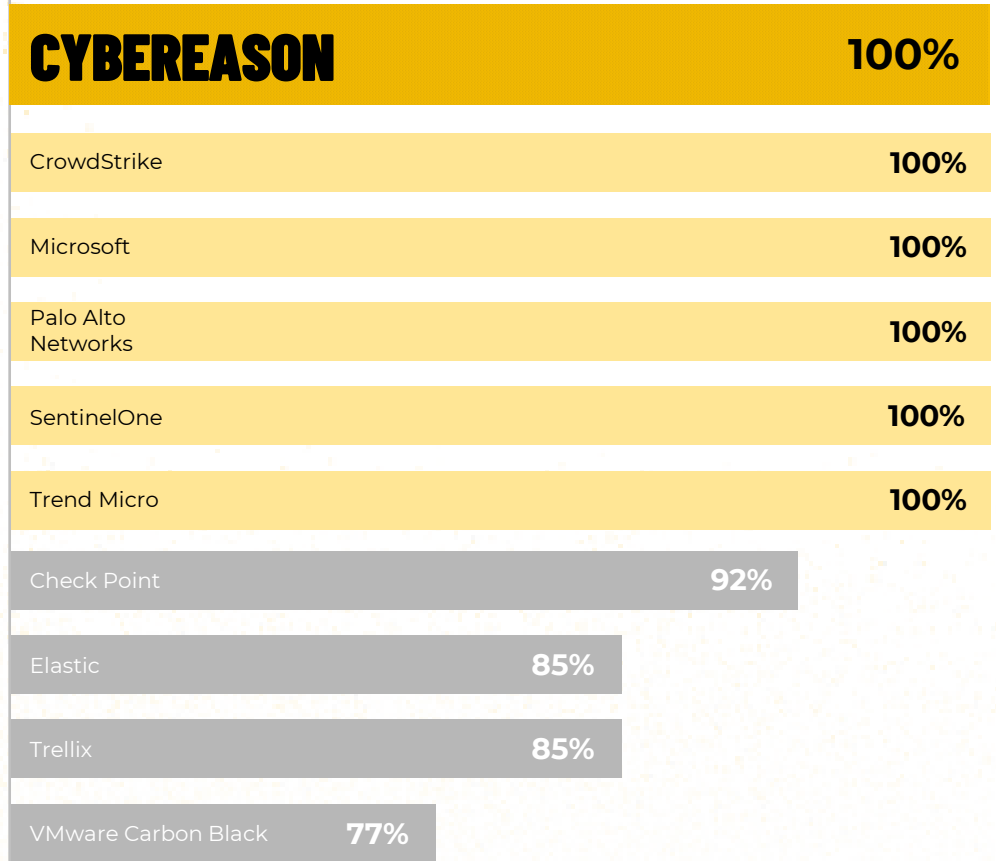 CYBEREASON 100%
CrowdStrike 100%
Microsoft 100%
Palo Alto
Networks 100%
SentinelOne 100%
Trend Micro 100%
Check Point 92%
Elastic 85%
Trellix 85%
VMware Carbon Black 77%